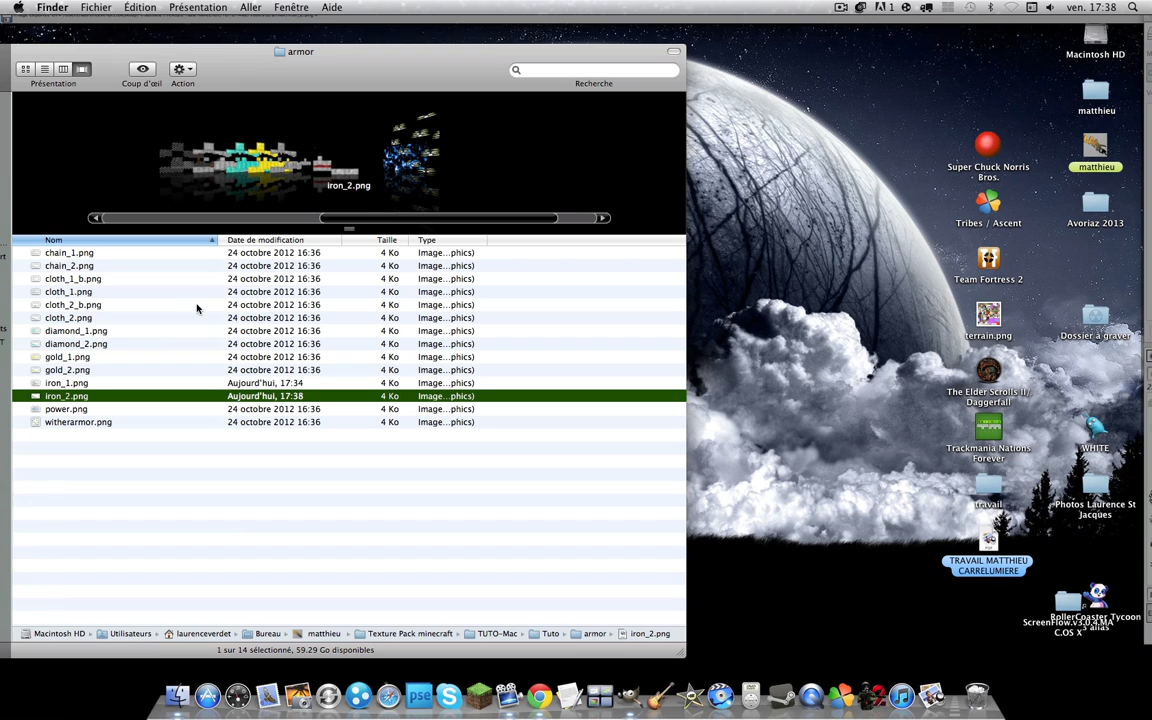 Finder Fichier Édition Présentation Aller Fenêtre Aide
1 ven. 17:38
armor
Présentation Coup d'œil Action Recherche
iron_2.png
Nom Date de modification Taille Type
chain_1.png 24 octobre 2012 16:36 4 Ko Image...phics)
chain_2.png 24 octobre 2012 16:36 4 Ko Image...phics)
cloth_1_b.png 24 octobre 2012 16:36 4 Ko Image...phics)
cloth_1.png 24 octobre 2012 16:36 4 Ko Image...phics)
cloth_2_b.png 24 octobre 2012 16:36 4 Ko Image...phics)
cloth_2.png 24 octobre 2012 16:36 4 Ko Image...phics)
diamond_1.png 24 octobre 2012 16:36 4 Ko Image...phics)
diamond_2.png 24 octobre 2012 16:36 4 Ko Image...phics)
gold_1.png 24 octobre 2012 16:36 4 Ko Image...phics)
gold_2.png 24 octobre 2012 16:36 4 Ko Image...phics)
iron_1.png Aujourd'hui, 17:34 4 Ko Image...phics)
iron_2.png Aujourd'hui, 17:38 4 Ko Image...phics)
power.png 24 octobre 2012 16:36 4 Ko Image...phics)
witherarmor.png 24 octobre 2012 16:36 4 Ko Image...phics)
Macintosh HD Utilisateurs laurenceverdet Bureau matthieu Texture Pack minecraft TUTO-Mac Tuto armor iron_2.png
1 sur 14 sélectionné, 59.29 Go disponibles
Macintosh HD
matthieu
Super Chuck Norris
Bros.
matthieu
Tribes / Ascent
Avoriaz 2013
Team Fortress 2
terrain.png
Dossier à graver
The Elder Scrolls II/
Daggerfall
Trackmania Nations
Forever
WHITE
travail
Photos Laurence St
Jacques
TRAVAIL MATTHIEU
CARRELUMIERE
RollerCoaster Tycoon
3 alias
ScreenFlow.v3.0.4.MA
C.OS X
pse